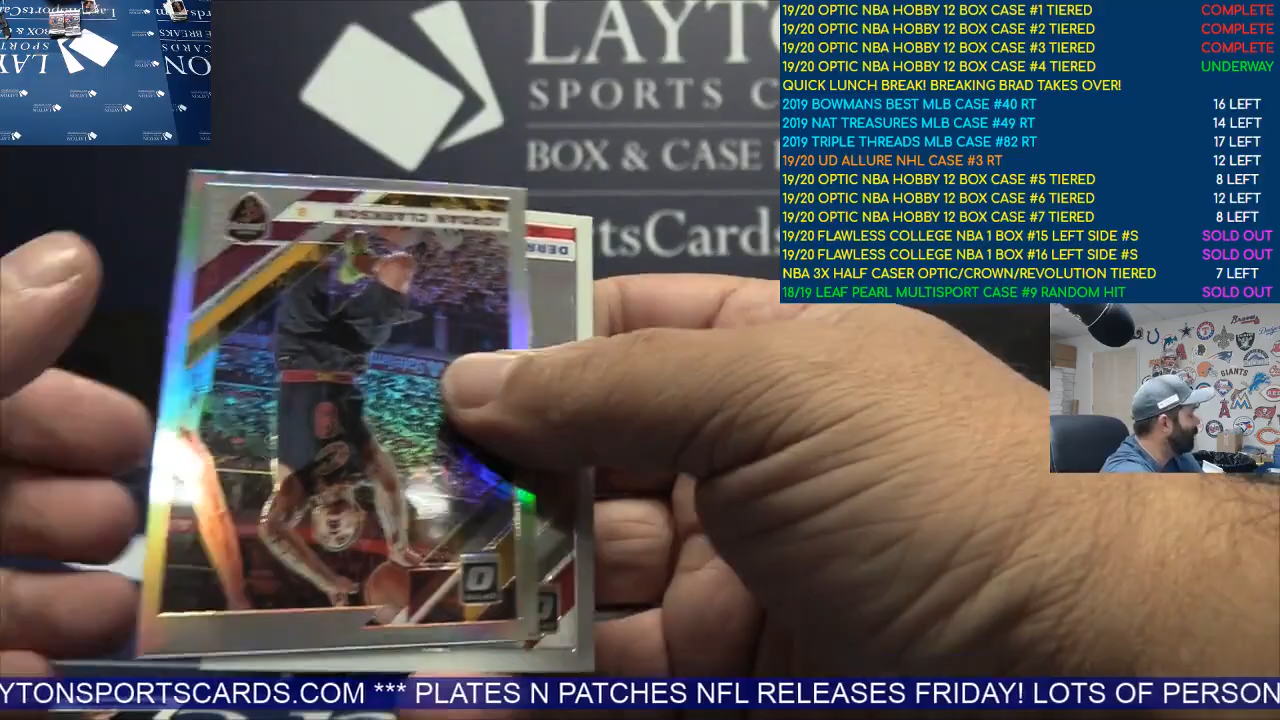 19/20 OPTIC NBA HOBBY 12 BOX CASE #1 TIERED COMPLETE
19/20 OPTIC NBA HOBBY 12 BOX CASE #2 TIERED COMPLETE
19/20 OPTIC NBA HOBBY 12 BOX CASE #3 TIERED COMPLETE
19/20 OPTIC NBA HOBBY 12 BOX CASE #4 TIERED UNDERWAY
QUICK LUNCH BREAK! BREAKING BRAD TAKES OVER!
2019 BOWMANS BEST MLB CASE #40 RT 16 LEFT
2019 NAT TREASURES MLB CASE #49 RT 14 LEFT
2019 TRIPLE THREADS MLB CASE #82 RT 17 LEFT
19/20 UD ALLURE NHL CASE #3 RT 12 LEFT
19/20 OPTIC NBA HOBBY 12 BOX CASE #5 TIERED 8 LEFT
19/20 OPTIC NBA HOBBY 12 BOX CASE #6 TIERED 12 LEFT
19/20 OPTIC NBA HOBBY 12 BOX CASE #7 TIERED 8 LEFT
19/20 FLAWLESS COLLEGE NBA 1 BOX #15 LEFT SIDE #S SOLD OUT
19/20 FLAWLESS COLLEGE NBA 1 BOX #16 LEFT SIDE #S SOLD OUT
NBA 3X HALF CASER OPTIC/CROWN/REVOLUTION TIERED 7 LEFT
18/19 LEAF PEARL MULTISPORT CASE #9 RANDOM HIT SOLD OUT
LAYTO
SPORTS C
BOX & CASE
rtsCards
JORDAN CLARKSON
DERR
GIANTS
Braves
YTONSPORTSCARDS.COM *** PLATES N PATCHES NFL RELEASES FRIDAY! LOTS OF PERSON